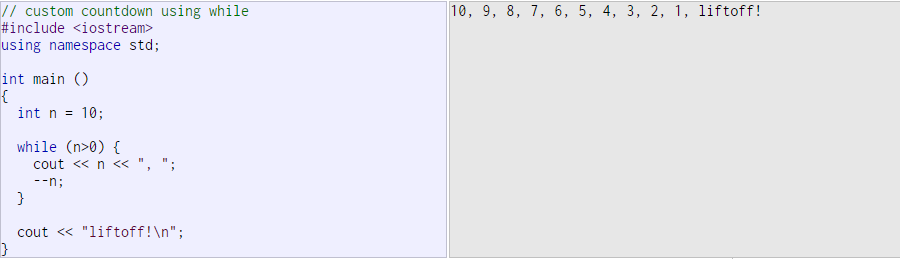 // custom countdown using while
#include <iostream>
using namespace std;

int main ()
{
  int n = 10;

  while (n>0) {
    cout << n << ", ";
    --n;
  }

  cout << "liftoff!\n";
}
10, 9, 8, 7, 6, 5, 4, 3, 2, 1, liftoff!